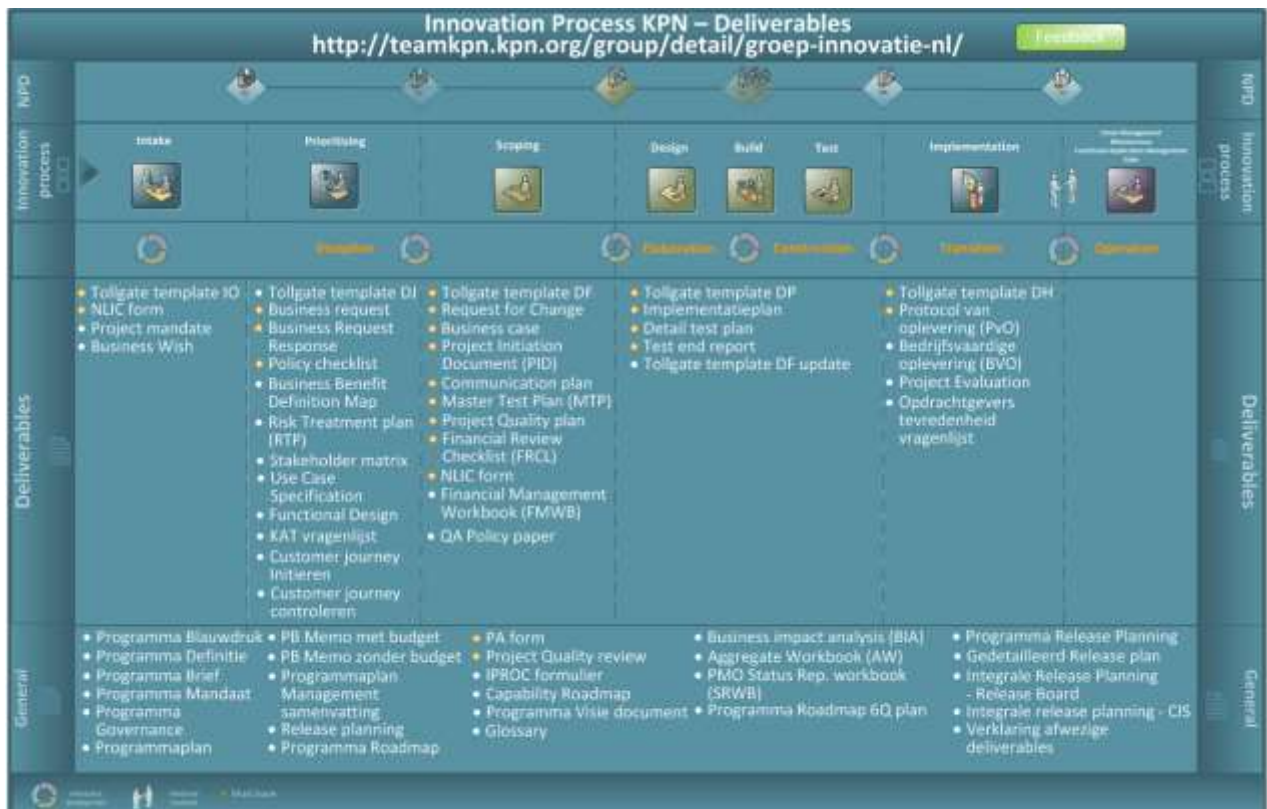 Innovation Process KPN – Deliverables
http://teamkpn.kpn.org/group/detail/groep-innovatie-nl/
Feedback
NPD
NPD
Innovation process
Intake
Prioritising
Scoping
Design
Build
Test
Implementation
Innovation process
Inception
Elaboration
Construction
Transition
Operation
Deliverables
• Tollgate template IO
• NLIC form
• Project mandate
• Business Wish
• Tollgate template DI
• Business request
• Business Request
Response
• Policy checklist
• Business Benefit
Definition Map
• Risk Treatment plan
(RTP)
• Stakeholder matrix
• Use Case
Specification
• Functional Design
• KAT vragenlijst
• Customer journey
Initieren
• Customer journey
controleren
• Tollgate template DF
• Request for Change
• Business case
• Project Initiation
Document (PID)
• Communication plan
• Master Test Plan (MTP)
• Project Quality plan
• Financial Review
Checklist (FRCL)
• NLIC form
• Financial Management
Workbook (FMWB)
• QA Policy paper
• Tollgate template DP
• Implementatieplan
• Detail test plan
• Test end report
• Tollgate template DF update
• Tollgate template DH
• Protocol van
oplevering (PvO)
• Bedrijfsvaardige
oplevering (BVO)
• Project Evaluation
• Opdrachtgevers
tevredenheid
vragenlijst
Deliverables
General
• Programma Blauwdruk
• Programma Definitie
• Programma Brief
• Programma Mandaat
• Programma
Governance
• Programmaplan
• PB Memo met budget
• PB Memo zonder budget
• Programmaplan
Management
samenvatting
• Release planning
• Programma Roadmap
• PA form
• Project Quality review
• IPROC formulier
• Capability Roadmap
• Programma Visie document
• Glossary
• Business impact analysis (BIA)
• Aggregate Workbook (AW)
• PMO Status Rep. workbook
(SRWB)
• Programma Roadmap 6Q plan
• Programma Release Planning
• Gedetailleerd Release plan
• Integrale Release Planning
- Release Board
• Integrale release planning - CIS
• Verklaring afwezige
deliverables
General